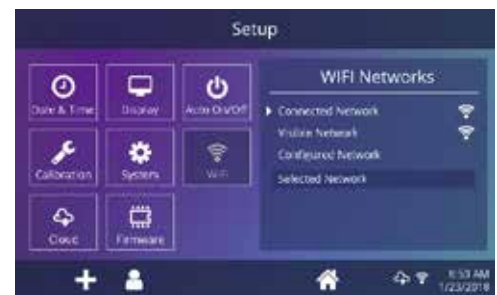 Setup
Date & Time
Display
Auto On/Off
Calibration
System
WiFi
Cloud
Firmware
WIFI Networks
Connected Network
Visible Network
Configured Network
Selected Network
8:53 AM
1/23/2018